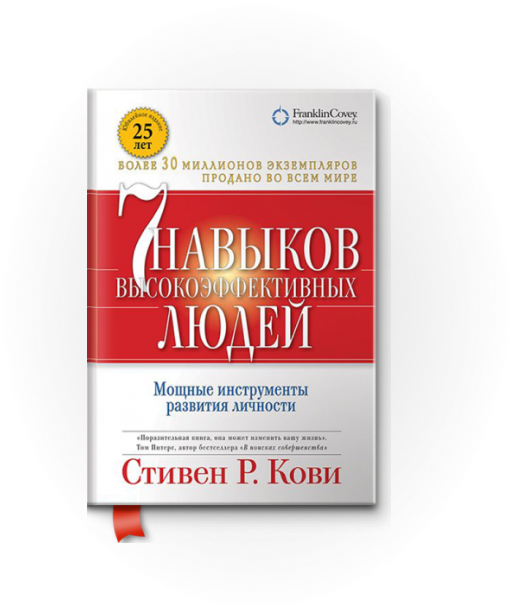 FranklinCovey
http://www.franklincovey.ru
Юбилейное издание
25
лет
БОЛЕЕ 30 МИЛЛИОНОВ ЭКЗЕМПЛЯРОВ
ПРОДАНО ВО ВСЕМ МИРЕ
7 НАВЫКОВ
ВЫСОКОЭФФЕКТИВНЫХ
ЛЮДЕЙ
Мощные инструменты
развития личности
«Поразительная книга, она может изменить вашу жизнь».
Том Питерс, автор бестселлера «В поисках совершенства»
Стивен Р. Кови